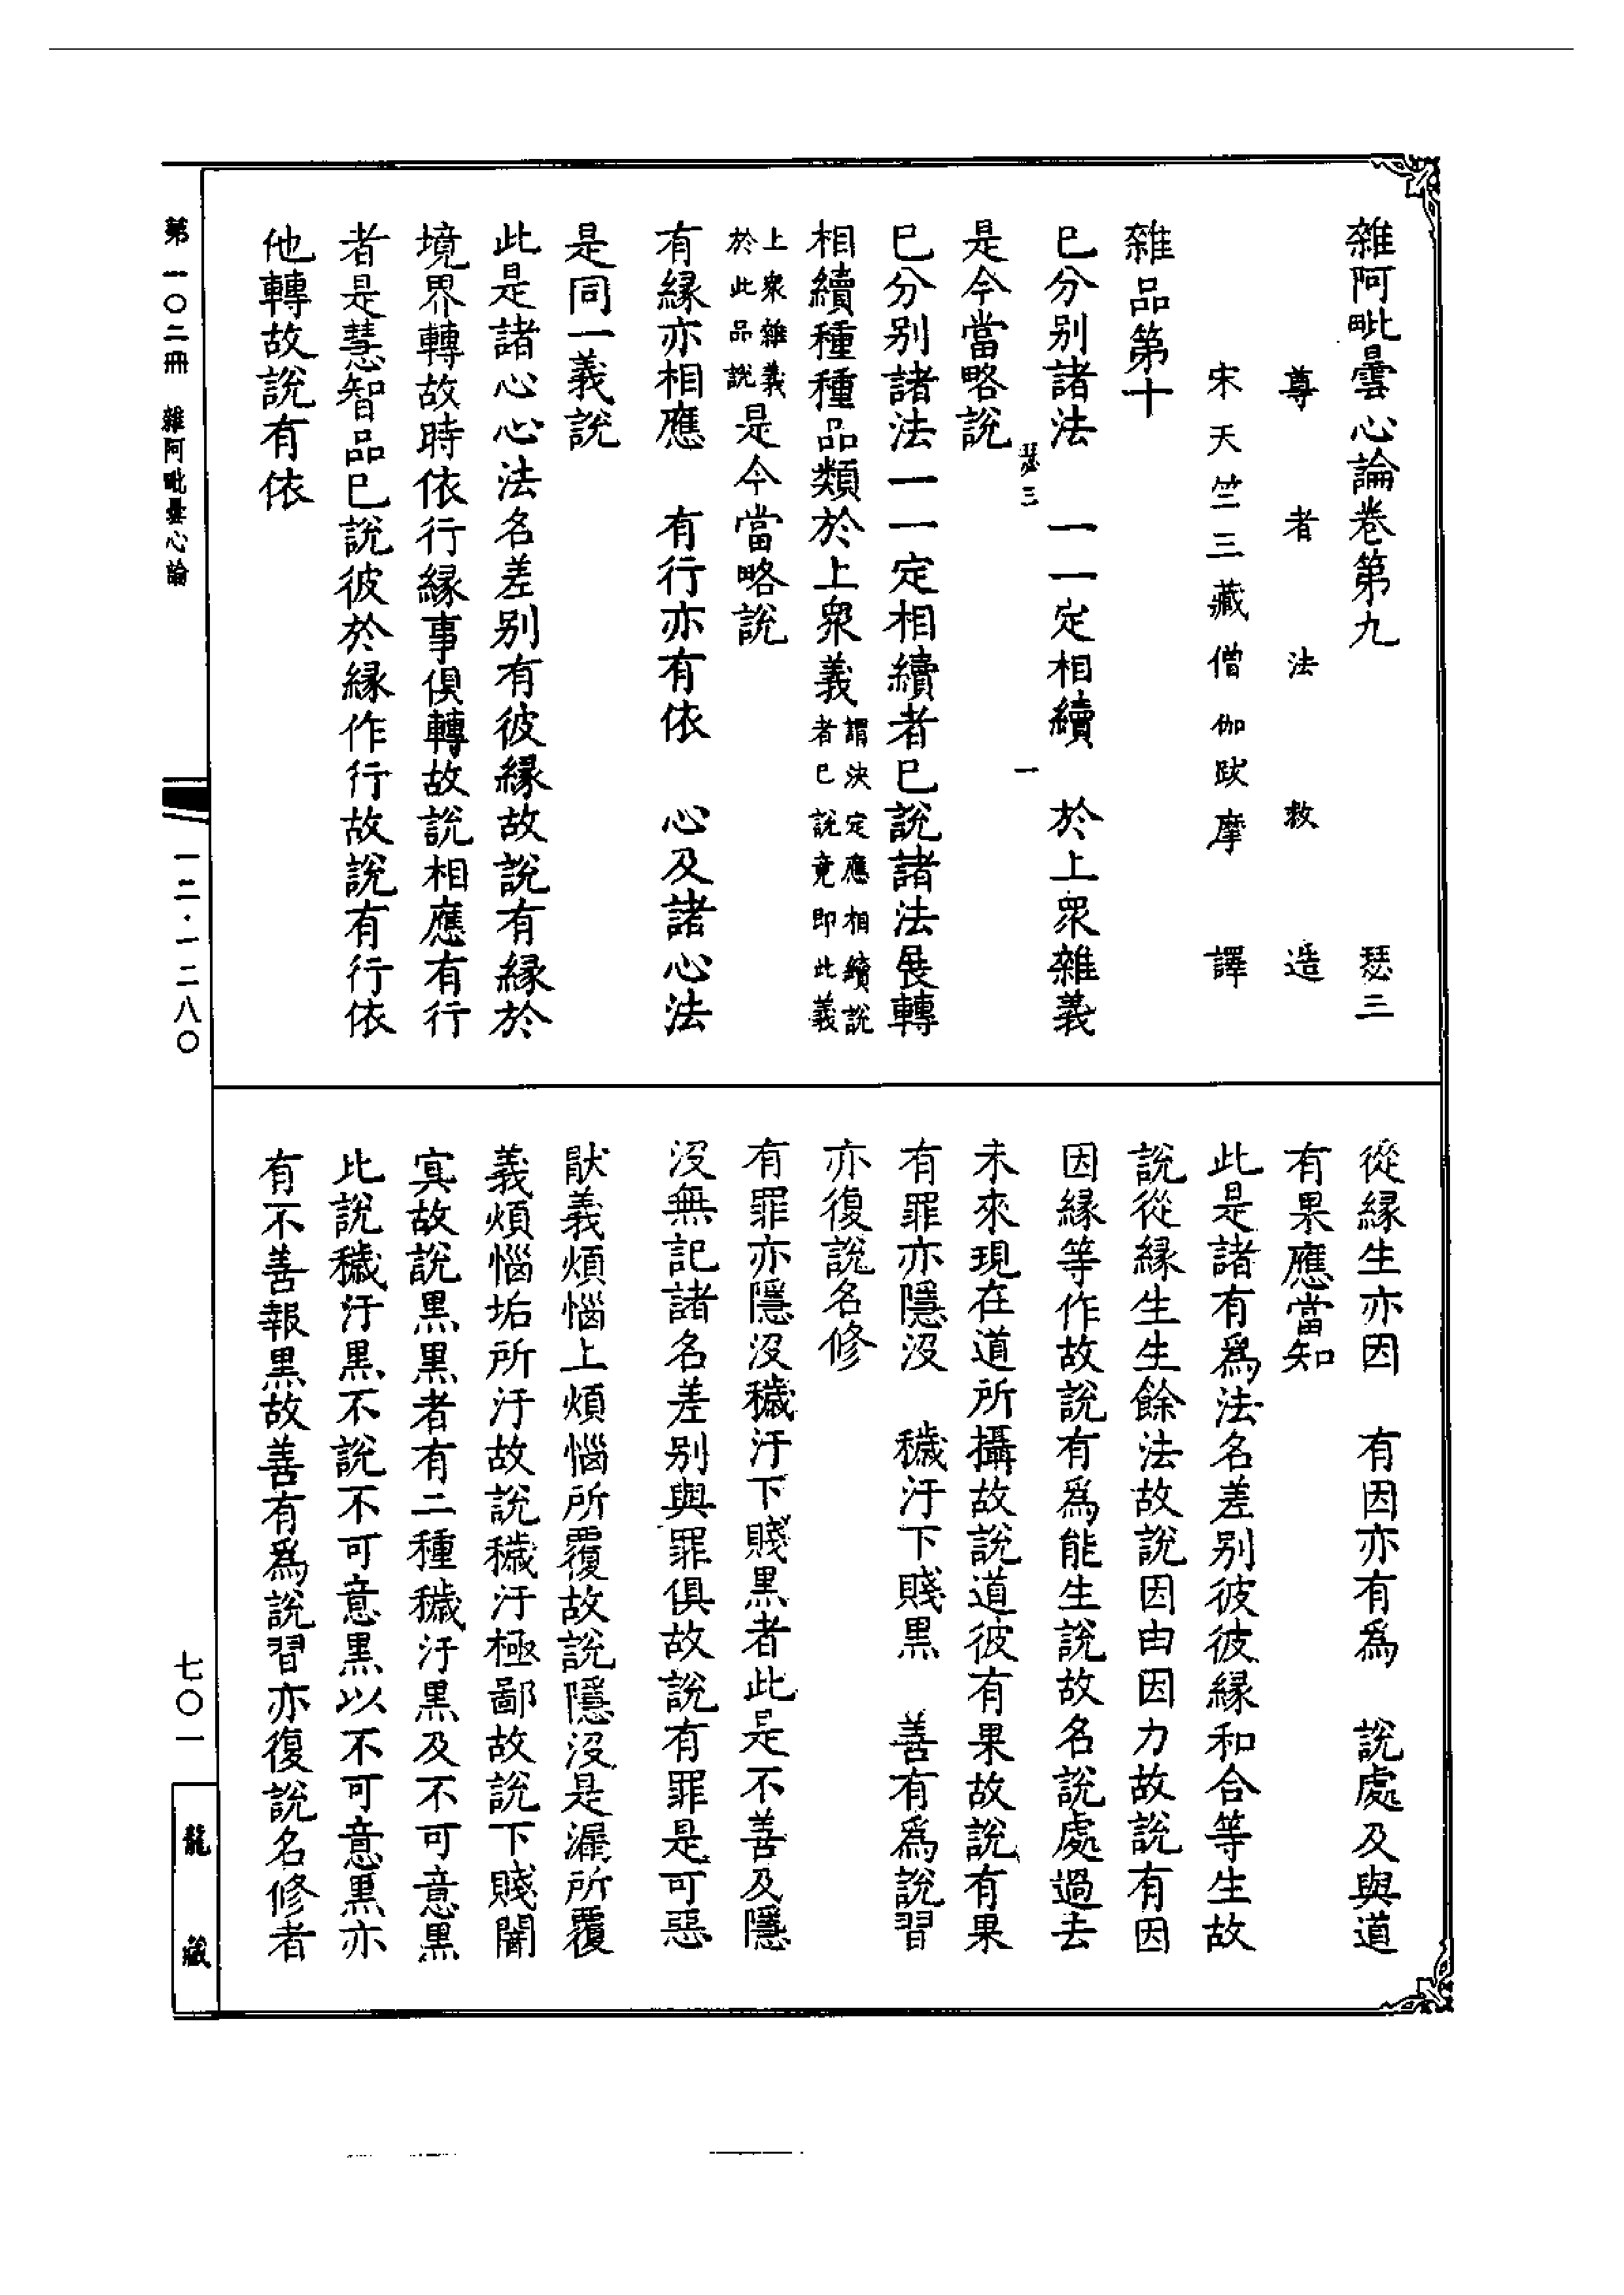 雜阿毗曇心論卷第九　瑟三
尊者法救造
宋天竺三藏僧伽跋摩譯
雜品第十
已分别諸法　一一定相續　於上衆雜義
是今當略說
瑟三　一
已分别諸法一一定相續者已說諸法展轉
相續種種品類於上衆義謂決定應相續說者已說竟即此義
上衆雜義於此品說是今當略說
有緣亦相應　有行亦有依　心及諸心法
是同一義說
此是諸心心法名差别有彼緣故說有緣於
境界轉故時依行緣事俱轉故說相應有行
者是慧智品已說彼於緣作行故說有行依
他轉故說有依
從緣生亦因　有因亦有爲　說處及與道
有果應當知
此是諸有爲法名差别彼彼緣和合等生故
說從緣生生餘法故說因由因力故說有因
因緣等作故說有爲能生說故名說處過去
未來現在道所攝故說道彼有果故說有果
有罪亦隱沒　穢汙下賤黑　善有爲說習
亦復說名修
有罪亦隱沒穢汙下賤黑者此是不善及隱
沒無記諸名差别與罪俱故說有罪是可惡
猒義煩惱上煩惱所覆故說隱沒是漏所覆
義煩惱垢所汙故說穢汙極鄙故說下賤闇
寘故說黑黑者有二種穢汙黑及不可意黑
此說穢汙黑不說不可意黑以不可意黑亦
有不善報黑故善有爲說習亦復說名修者
第一〇二冊　雜阿毗曇心論
一二·一二八〇
七〇一
龍藏